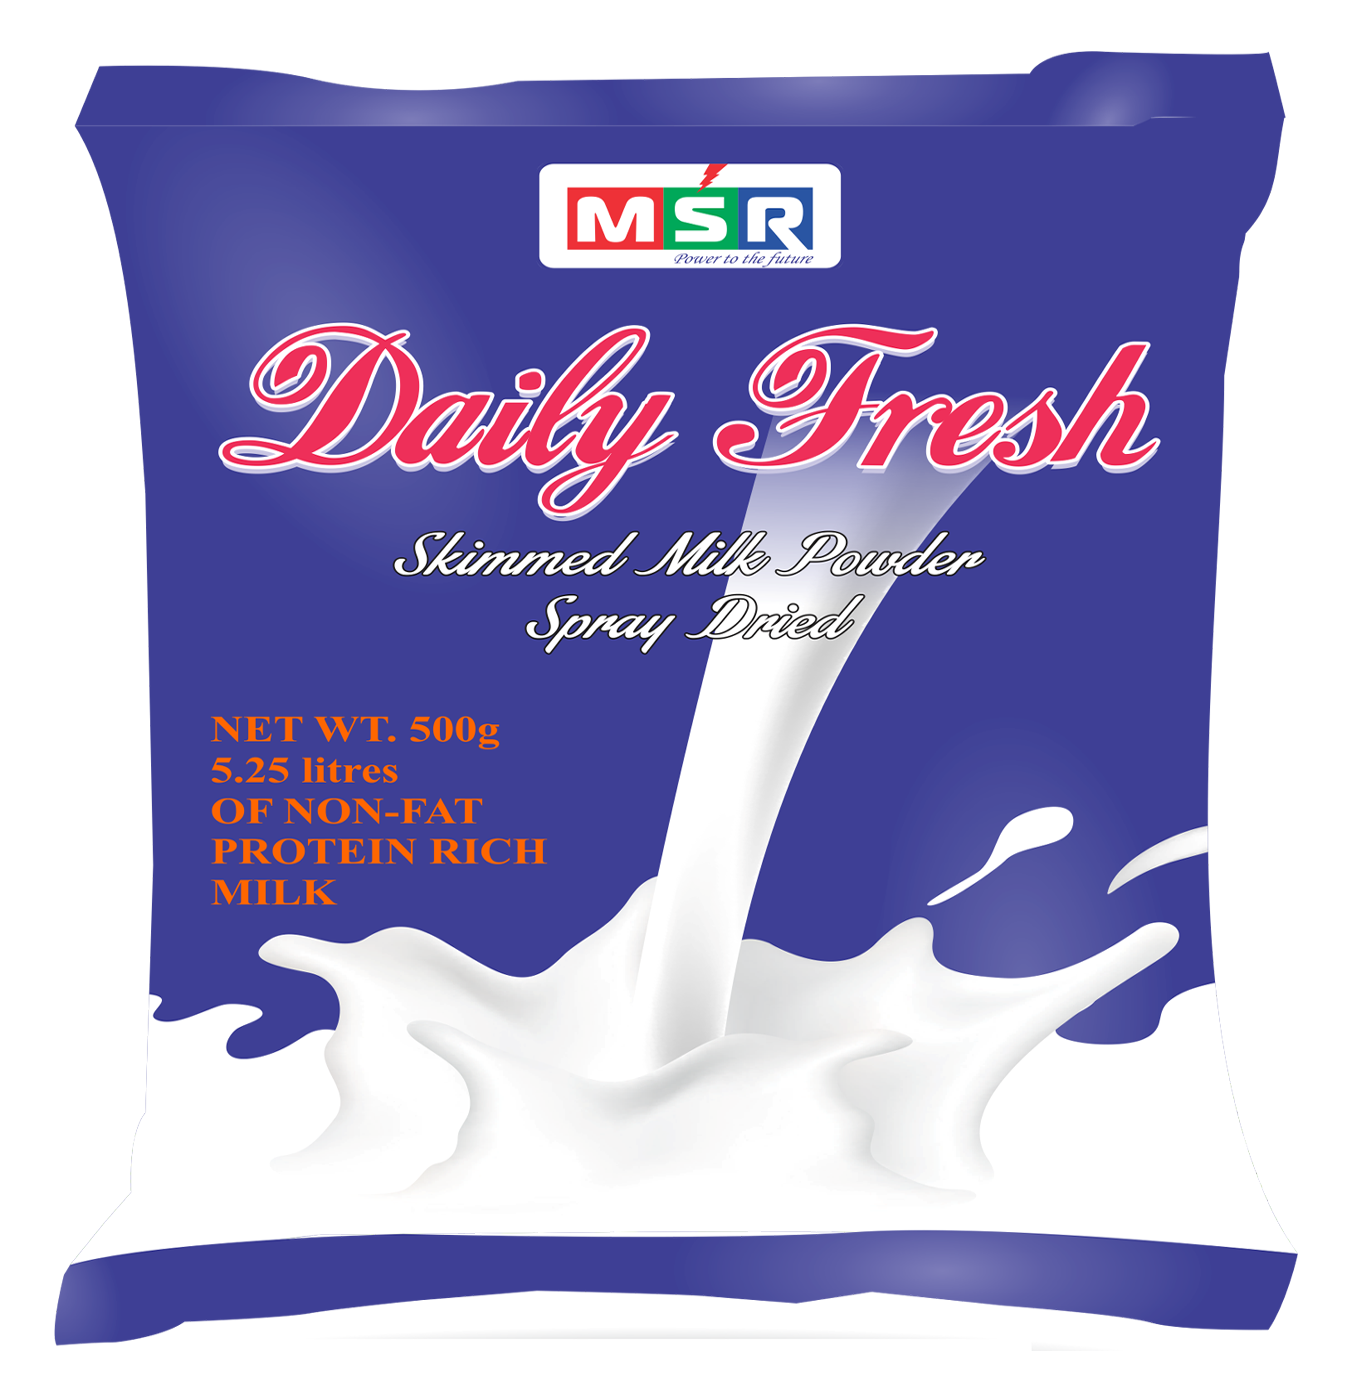 MSR
Power to the future
Daily Fresh
Skimmed Milk Powder
Spray Dried
NET WT. 500g
5.25 litres
OF NON-FAT
PROTEIN RICH
MILK